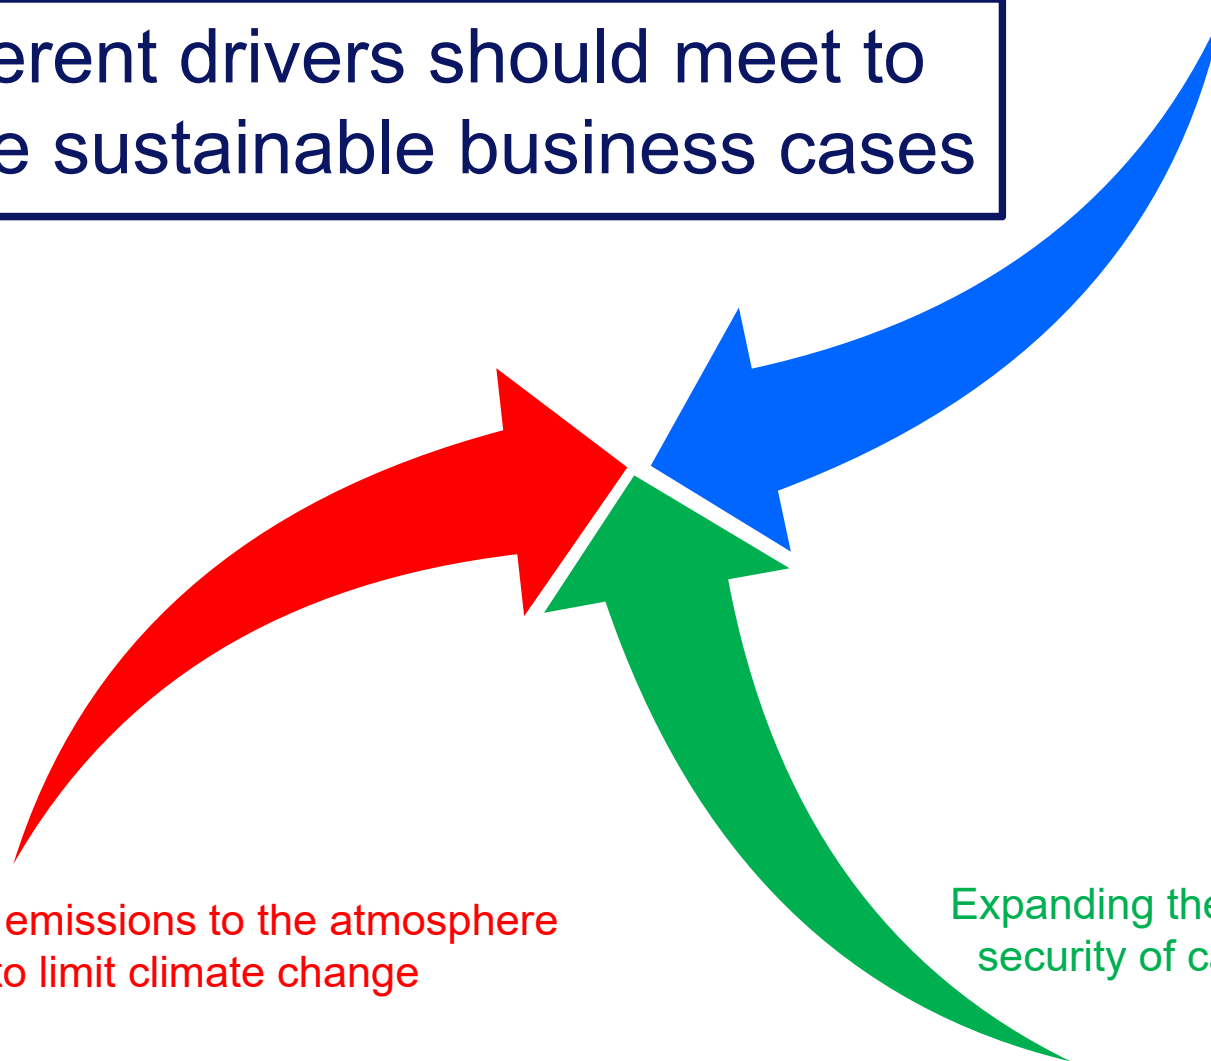 erent drivers should meet to
e sustainable business cases
emissions to the atmosphere
to limit climate change
Expanding the
security of ca